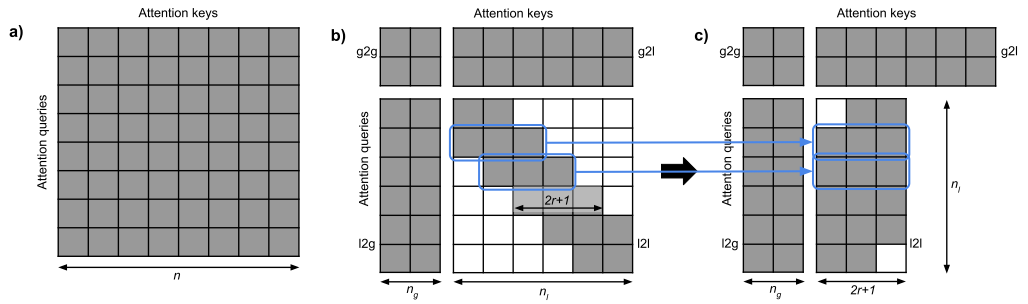 Attention keys
a)
Attention queries
n
Attention keys
b)
g2g
g2l
Attention queries
2r+1
l2g
l2l
n_g
n_l
Attention keys
c)
g2g
g2l
Attention queries
n_l
l2g
l2l
n_g
2r+1